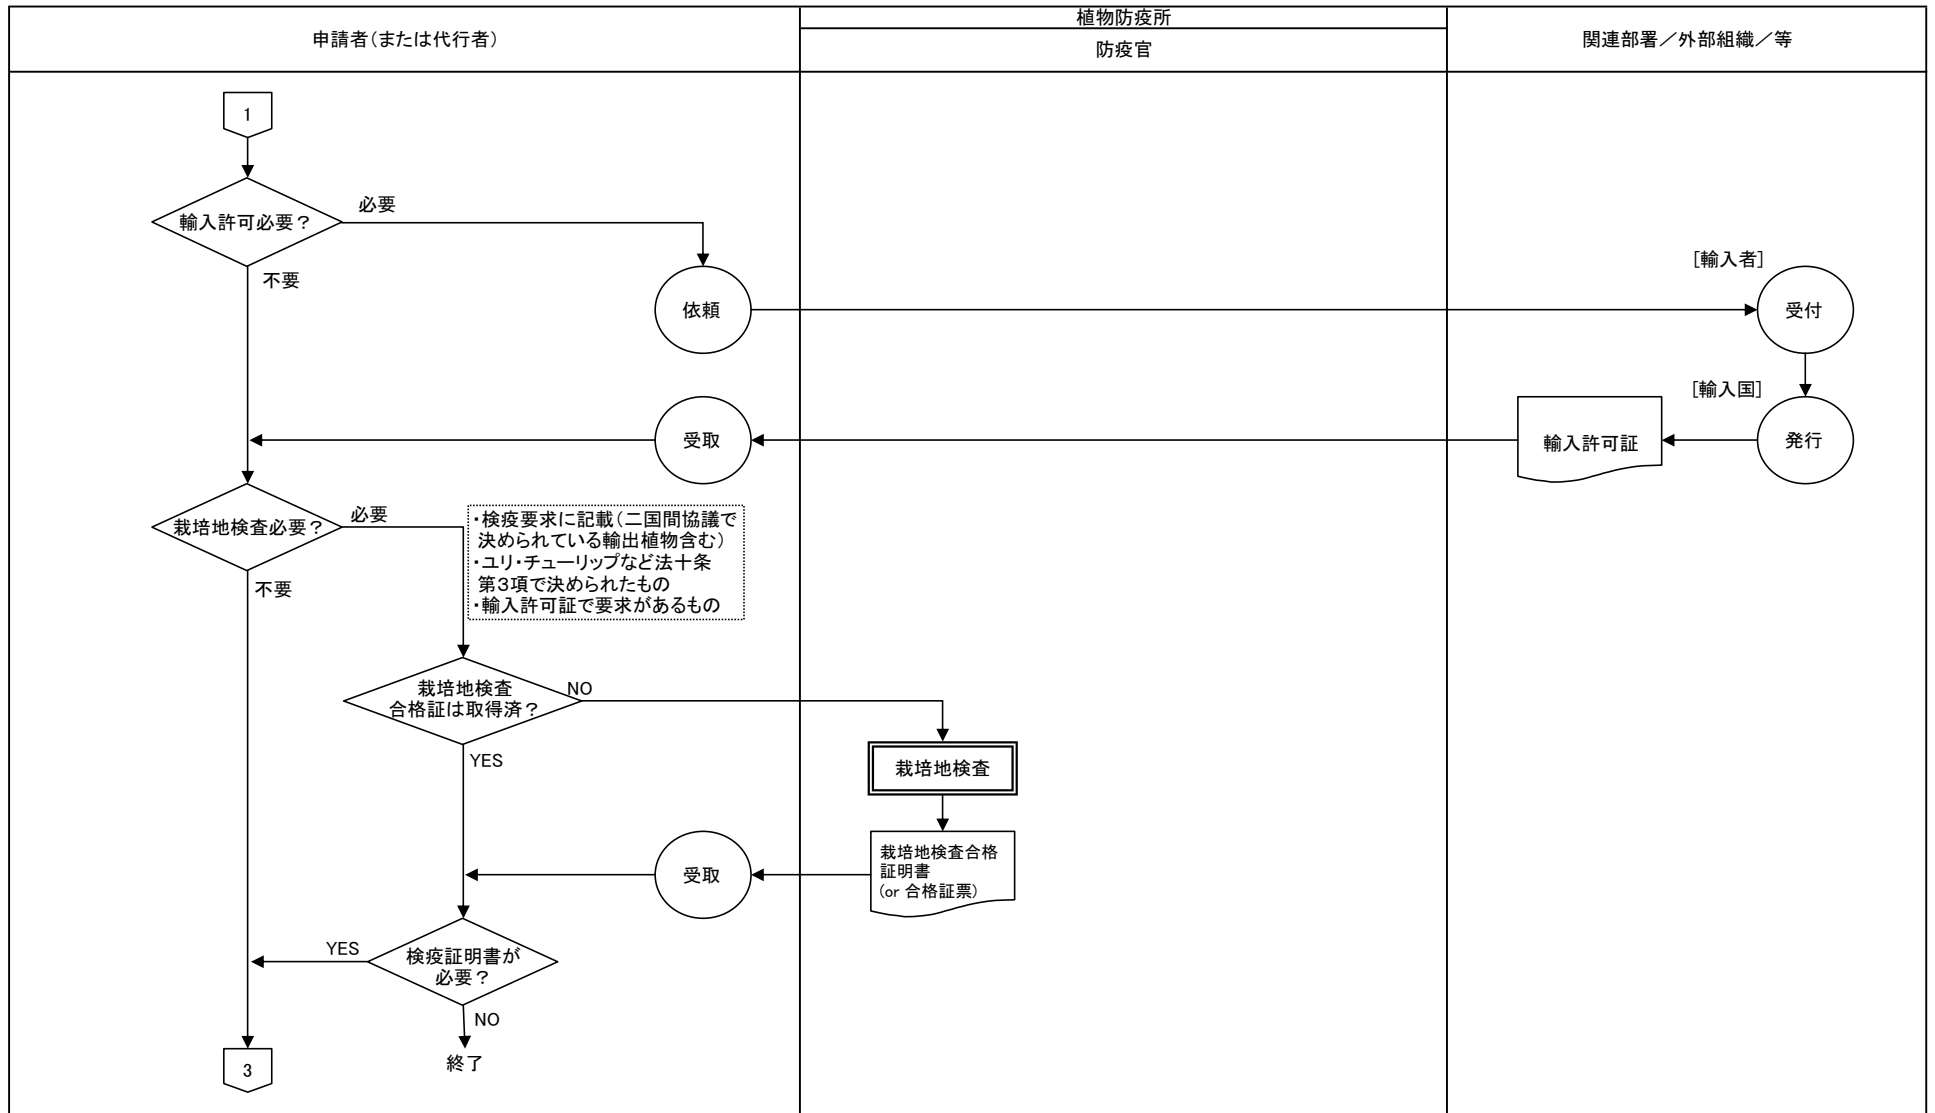 申請者(または代行者)
植物防疫所
防疫官
関連部署／外部組織／等
1
輸入許可必要？
必要
不要
依頼
[輸入者]
受付
[輸入国]
発行
輸入許可証
受取
栽培地検査必要？
必要
不要
・検疫要求に記載(二国間協議で
決められている輸出植物含む)
・ユリ・チューリップなど法十条
第3項で決められたもの
・輸入許可証で要求があるもの
栽培地検査
合格証は取得済？
NO
YES
栽培地検査
栽培地検査合格
証明書
(or 合格証票)
受取
検疫証明書が
必要？
YES
NO
終了
3